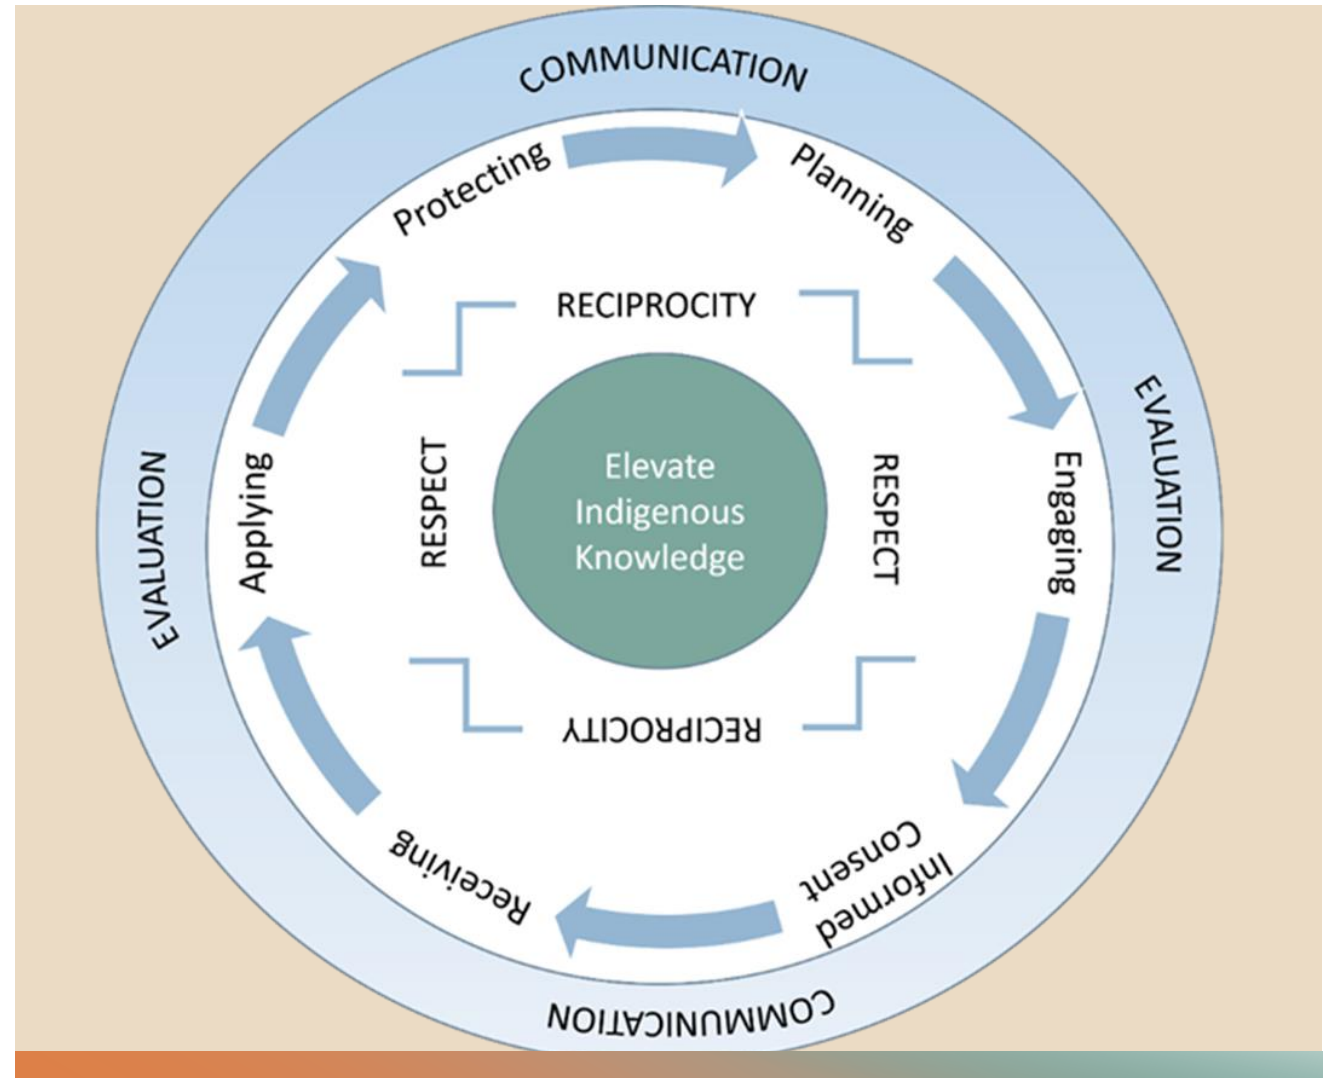 COMMUNICATION
Protecting
Planning
RECIPROCITY
EVALUATION
EVALUATION
Applying
RESPECT
Elevate
Indigenous
Knowledge
RESPECT
Engaging
RECIPROCITY
Receiving
Informed
Consent
COMMUNICATION